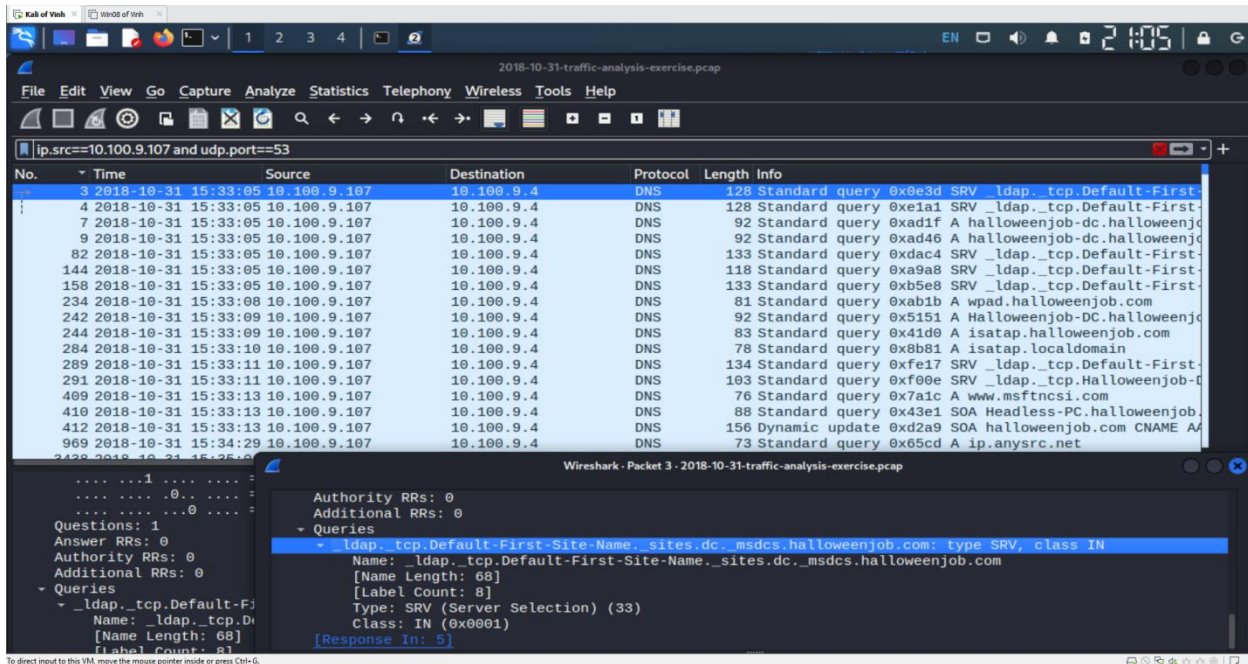 Kali of Vinh × Win08 of Vinh ×
1 2 3 4 EN 21:05
2018-10-31-traffic-analysis-exercise.pcap
File Edit View Go Capture Analyze Statistics Telephony Wireless Tools Help
ip.src==10.100.9.107 and udp.port==53
No. Time Source Destination Protocol Length Info
3 2018-10-31 15:33:05 10.100.9.107 10.100.9.4 DNS 128 Standard query 0x0e3d SRV _ldap._tcp.Default-First-
4 2018-10-31 15:33:05 10.100.9.107 10.100.9.4 DNS 128 Standard query 0xe1a1 SRV _ldap._tcp.Default-First-
7 2018-10-31 15:33:05 10.100.9.107 10.100.9.4 DNS 92 Standard query 0xad1f A halloweenjob-dc.halloweenjo
9 2018-10-31 15:33:05 10.100.9.107 10.100.9.4 DNS 92 Standard query 0xad46 A halloweenjob-dc.halloweenjo
82 2018-10-31 15:33:05 10.100.9.107 10.100.9.4 DNS 133 Standard query 0xdac4 SRV _ldap._tcp.Default-First-
144 2018-10-31 15:33:05 10.100.9.107 10.100.9.4 DNS 118 Standard query 0xa9a8 SRV _ldap._tcp.Default-First-
158 2018-10-31 15:33:05 10.100.9.107 10.100.9.4 DNS 133 Standard query 0xb5e8 SRV _ldap._tcp.Default-First-
234 2018-10-31 15:33:08 10.100.9.107 10.100.9.4 DNS 81 Standard query 0xab1b A wpad.halloweenjob.com
242 2018-10-31 15:33:09 10.100.9.107 10.100.9.4 DNS 92 Standard query 0x5151 A Halloweenjob-DC.halloweenjo
244 2018-10-31 15:33:09 10.100.9.107 10.100.9.4 DNS 83 Standard query 0x41d0 A isatap.halloweenjob.com
284 2018-10-31 15:33:10 10.100.9.107 10.100.9.4 DNS 78 Standard query 0x8b81 A isatap.localdomain
289 2018-10-31 15:33:11 10.100.9.107 10.100.9.4 DNS 134 Standard query 0xfe17 SRV _ldap._tcp.Default-First-
291 2018-10-31 15:33:11 10.100.9.107 10.100.9.4 DNS 103 Standard query 0xf00e SRV _ldap._tcp.Halloweenjob-D
409 2018-10-31 15:33:13 10.100.9.107 10.100.9.4 DNS 76 Standard query 0x7a1c A www.msftncsi.com
410 2018-10-31 15:33:13 10.100.9.107 10.100.9.4 DNS 88 Standard query 0x43e1 SOA Headless-PC.halloweenjob.
412 2018-10-31 15:33:13 10.100.9.107 10.100.9.4 DNS 156 Dynamic update 0xd2a9 SOA halloweenjob.com CNAME AA
969 2018-10-31 15:34:29 10.100.9.107 10.100.9.4 DNS 73 Standard query 0x65cd A ip.anysrc.net
.... ...1 .... .... =
.... .... .0.. .... =
.... .... ...0 .... =
Questions: 1
Answer RRs: 0
Authority RRs: 0
Additional RRs: 0
Queries
_ldap._tcp.Default-Fi
Name: _ldap._tcp.De
[Name Length: 68]
[Label Count: 8]
Wireshark · Packet 3 · 2018-10-31-traffic-analysis-exercise.pcap
Authority RRs: 0
Additional RRs: 0
Queries
_ldap._tcp.Default-First-Site-Name._sites.dc._msdcs.halloweenjob.com: type SRV, class IN
Name: _ldap._tcp.Default-First-Site-Name._sites.dc._msdcs.halloweenjob.com
[Name Length: 68]
[Label Count: 8]
Type: SRV (Server Selection) (33)
Class: IN (0x0001)
[Response In: 5]
To direct input to this VM, move the mouse pointer inside or press Ctrl+G.